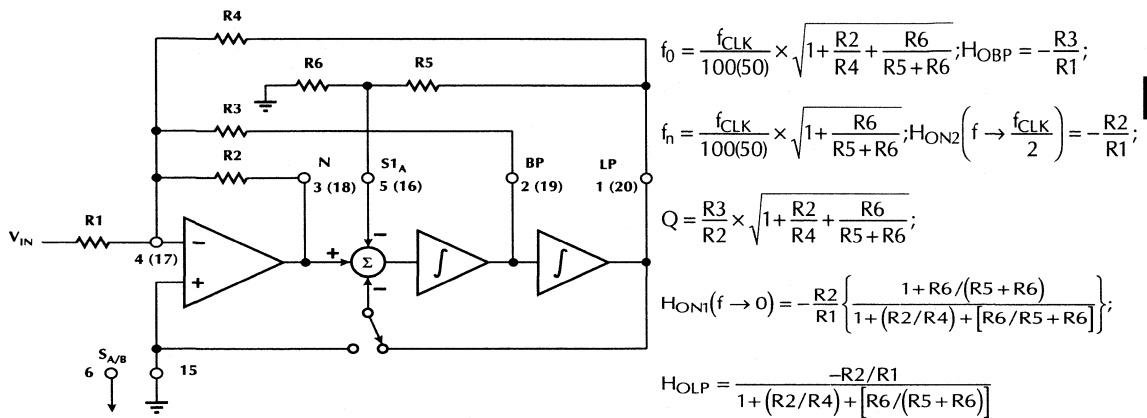 R4
R6
R5
R3
R2
N
3 (18)
S1A
5 (16)
BP
2 (19)
LP
1 (20)
R1
VIN
4 (17)
−
+
+
−
Σ
−
∫
∫
SA/B
6
15
f0 = fCLK/100(50) × √(1 + R2/R4 + R6/(R5 + R6)); HOBP = −R3/R1;
fn = fCLK/100(50) × √(1 + R6/(R5 + R6)); HON2(f → fCLK/2) = −R2/R1;
Q = R3/R2 × √(1 + R2/R4 + R6/(R5 + R6));
HON1(f → 0) = −R2/R1 {1 + R6/(R5 + R6) / 1 + (R2/R4) + [R6/R5 + R6]};
HOLP = −R2/R1 / 1 + (R2/R4) + [R6/(R5 + R6)]